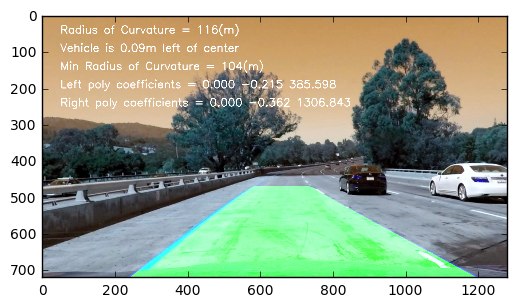 Radius of Curvature = 116(m)
Vehicle is 0.09m left of center
Min Radius of Curvature = 104(m)
Left poly coefficients = 0.000 -0.215 365.598
Right poly coefficients = 0.000 -0.362 1306.843
0
100
200
300
400
500
600
700
0 200 400 600 800 1000 1200